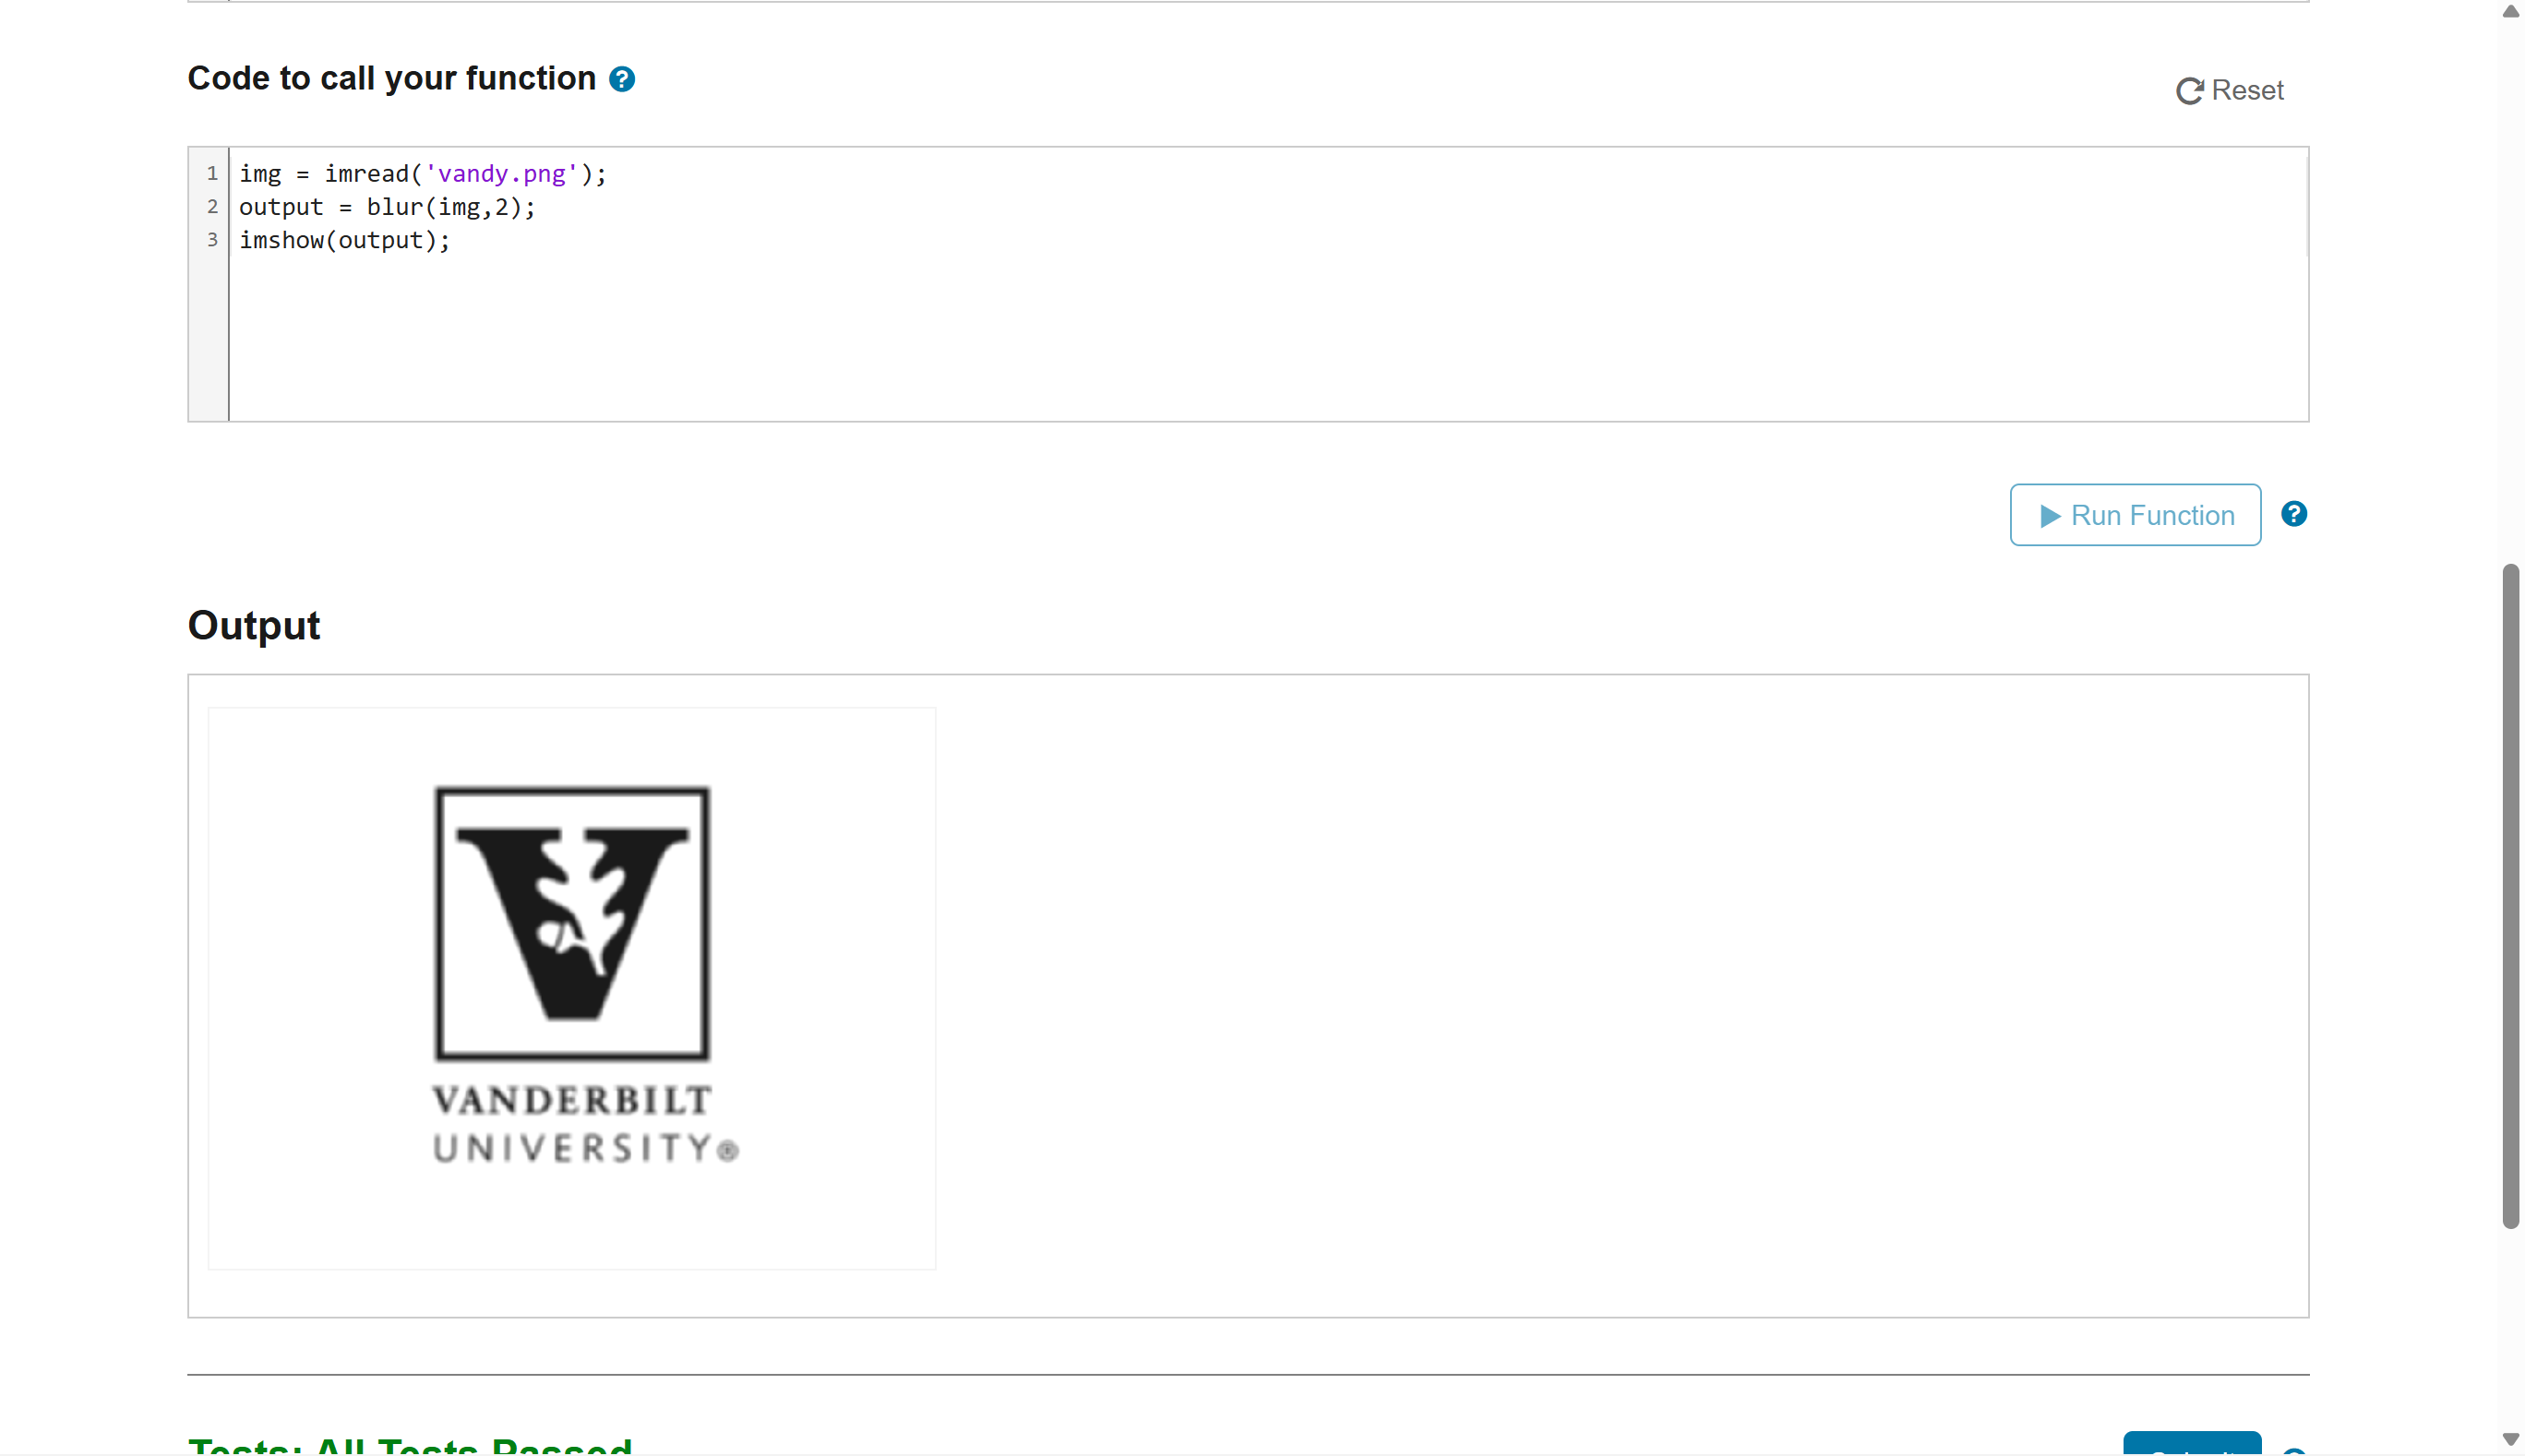 Code to call your function ?
Reset
1 img = imread('vandy.png');
2 output = blur(img,2);
3 imshow(output);
Run Function ?
Output
VANDERBILT
UNIVERSITY®
Tests: All Tests Passed
Submit